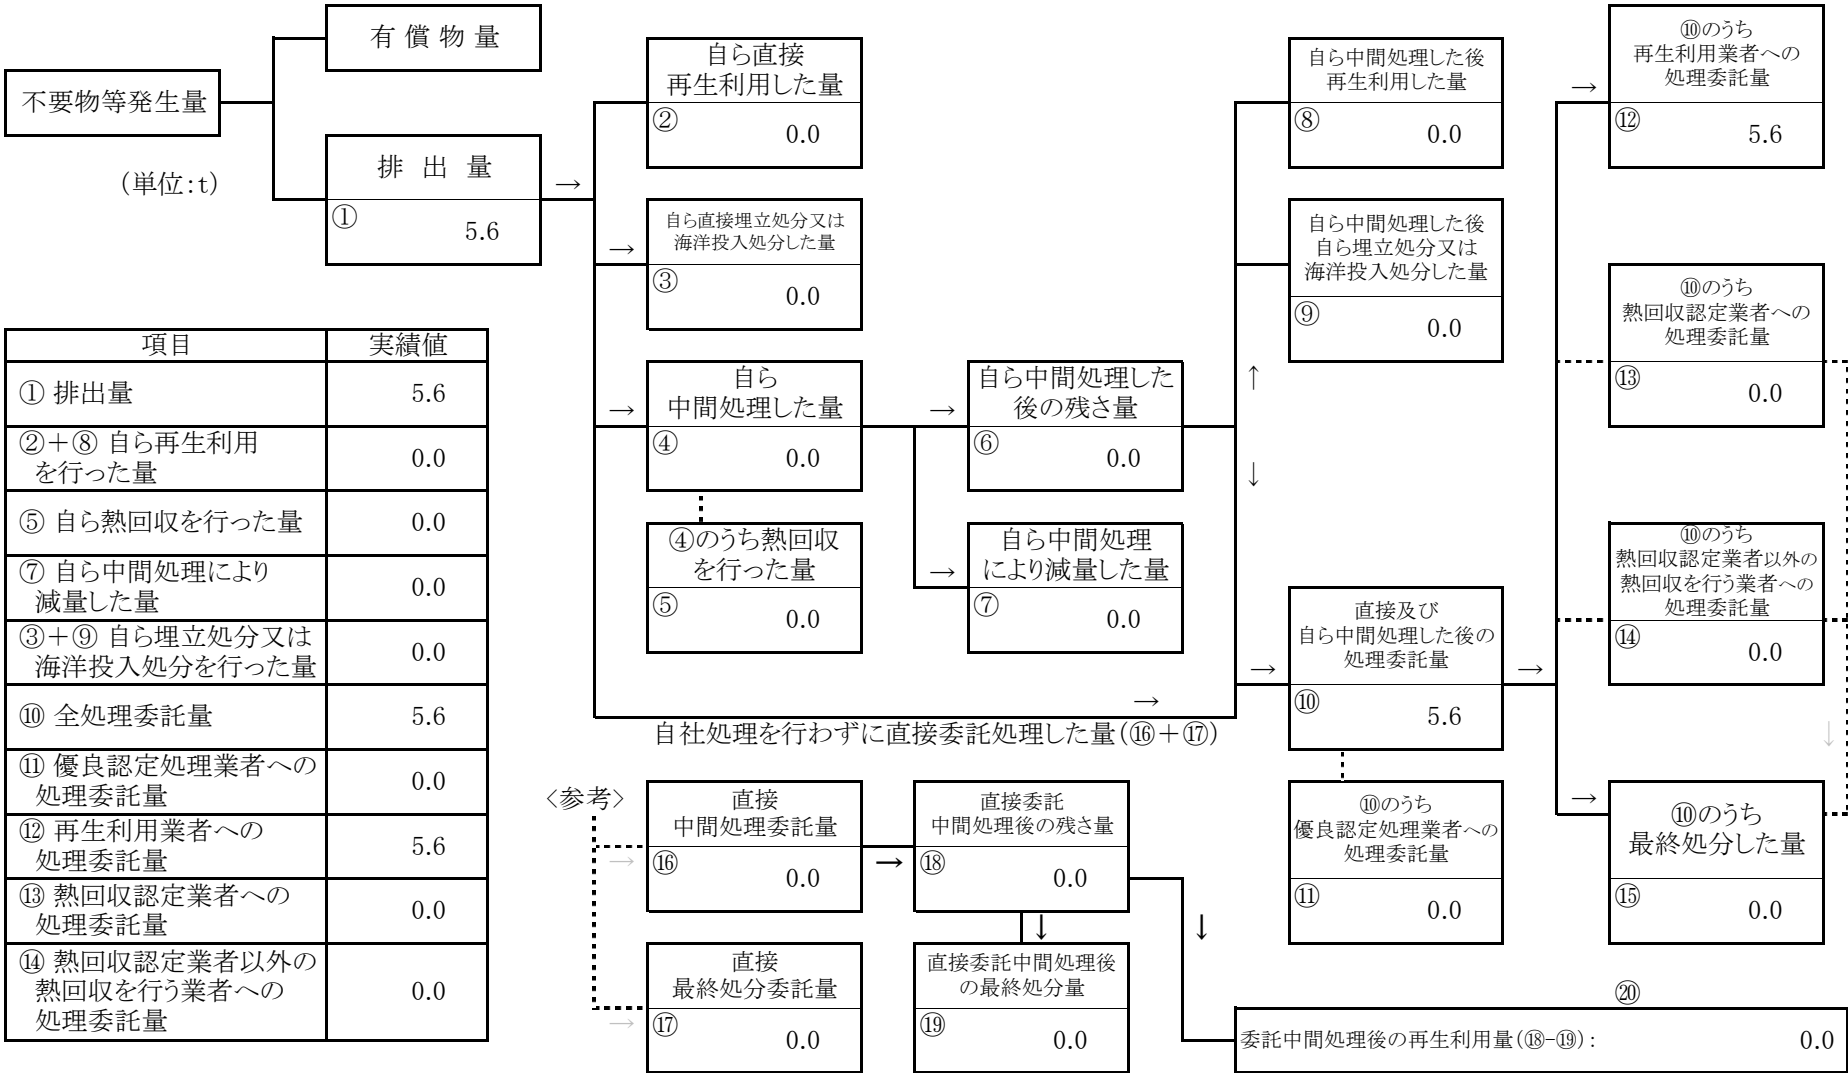 有償物量
不要物等発生量
(単位:t)
排出量
①
5.6
→
自ら直接
再生利用した量
②
0.0
→
自ら直接埋立処分又は
海洋投入処分した量
③
0.0
→
自ら
中間処理した量
④
0.0
④のうち熱回収
を行った量
⑤
0.0
→
自ら中間処理した
後の残さ量
⑥
0.0
→
自ら中間処理
により減量した量
⑦
0.0
自ら中間処理した後
再生利用した量
⑧
0.0
自ら中間処理した後
自ら埋立処分又は
海洋投入処分した量
⑨
0.0
↑
↓
→
自社処理を行わずに直接委託処理した量(⑯+⑰)
→
直接及び
自ら中間処理した後の
処理委託量
⑩
5.6
→
⑩のうち
優良認定処理業者への
処理委託量
⑪
0.0
→
⑩のうち
再生利用業者への
処理委託量
⑫
5.6
⑩のうち
熱回収認定業者への
処理委託量
⑬
0.0
⑩のうち
熱回収認定業者以外の
熱回収を行う業者への
処理委託量
⑭
0.0
↓
→
⑩のうち
最終処分した量
⑮
0.0
項目 実績値
① 排出量 5.6
②+⑧ 自ら再生利用
を行った量 0.0
⑤ 自ら熱回収を行った量 0.0
⑦ 自ら中間処理により
減量した量 0.0
③+⑨ 自ら埋立処分又は
海洋投入処分を行った量 0.0
⑩ 全処理委託量 5.6
⑪ 優良認定処理業者への
処理委託量 0.0
⑫ 再生利用業者への
処理委託量 5.6
⑬ 熱回収認定業者への
処理委託量 0.0
⑭ 熱回収認定業者以外の
熱回収を行う業者への 0.0
処理委託量
<参考>
→
直接
中間処理委託量
⑯
0.0
→
直接委託
中間処理後の残さ量
⑱
0.0
↓
↓
→
直接
最終処分委託量
⑰
0.0
直接委託中間処理後
の最終処分量
⑲
0.0
⑳
委託中間処理後の再生利用量(⑱-⑲): 0.0